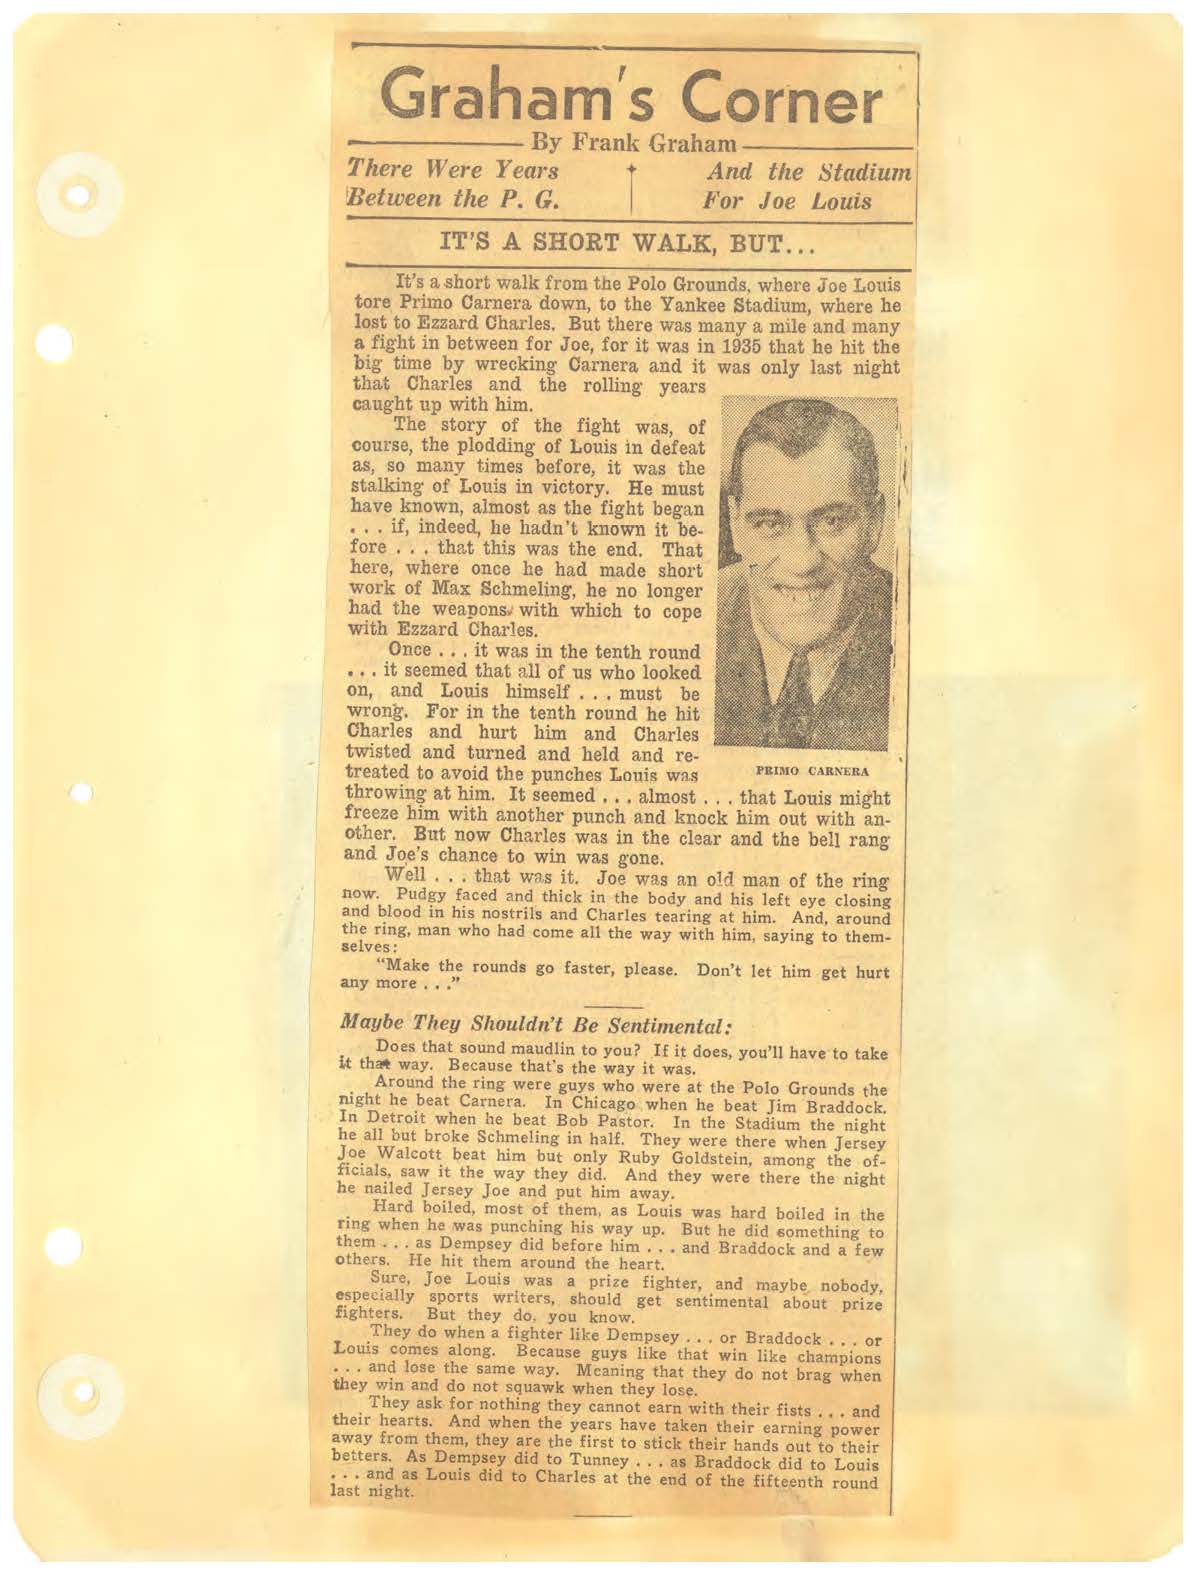 Graham's Corner
By Frank Graham
There Were Years
Between the P. G.
And the Stadium
For Joe Louis
IT'S A SHORT WALK, BUT...
It's a short walk from the Polo Grounds, where Joe Louis
tore Primo Carnera down, to the Yankee Stadium, where he
lost to Ezzard Charles. But there was many a mile and many
a fight in between for Joe, for it was in 1935 that he hit the
big time by wrecking Carnera and it was only last night
that Charles and the rolling years
caught up with him.
The story of the fight was, of
course, the plodding of Louis in defeat
as, so many times before, it was the
stalking of Louis in victory. He must
have known, almost as the fight began
. . . if, indeed, he hadn't known it be-
fore . . . that this was the end. That
here, where once he had made short
work of Max Schmeling, he no longer
had the weapons with which to cope
with Ezzard Charles.
Once . . . it was in the tenth round
. . . it seemed that all of us who looked
on, and Louis himself . . . must be
wrong. For in the tenth round he hit
Charles and hurt him and Charles
twisted and turned and held and re-
treated to avoid the punches Louis was
PRIMO CARNERA
throwing at him. It seemed . . . almost . . . that Louis might
freeze him with another punch and knock him out with an-
other. But now Charles was in the clear and the bell rang
and Joe's chance to win was gone.
Well . . . that was it. Joe was an old man of the ring
now. Pudgy faced and thick in the body and his left eye closing
and blood in his nostrils and Charles tearing at him. And, around
the ring, man who had come all the way with him, saying to them-
selves:
"Make the rounds go faster, please. Don't let him get hurt
any more . . ."
Maybe They Shouldn't Be Sentimental:
Does that sound maudlin to you? If it does, you'll have to take
it that way. Because that's the way it was.
Around the ring were guys who were at the Polo Grounds the
night he beat Carnera. In Chicago when he beat Jim Braddock.
In Detroit when he beat Bob Pastor. In the Stadium the night
he all but broke Schmeling in half. They were there when Jersey
Joe Walcott beat him but only Ruby Goldstein, among the of-
ficials, saw it the way they did. And they were there the night
he nailed Jersey Joe and put him away.
Hard boiled, most of them, as Louis was hard boiled in the
ring when he was punching his way up. But he did something to
them . . . as Dempsey did before him . . . and Braddock and a few
others. He hit them around the heart.
Sure, Joe Louis was a prize fighter, and maybe nobody,
especially sports writers, should get sentimental about prize
fighters. But they do, you know.
They do when a fighter like Dempsey . . . or Braddock . . . or
Louis comes along. Because guys like that win like champions
. . . and lose the same way. Meaning that they do not brag when
they win and do not squawk when they lose.
They ask for nothing they cannot earn with their fists . . . and
their hearts. And when the years have taken their earning power
away from them, they are the first to stick their hands out to their
betters. As Dempsey did to Tunney . . . as Braddock did to Louis
. . . and as Louis did to Charles at the end of the fifteenth round
last night.